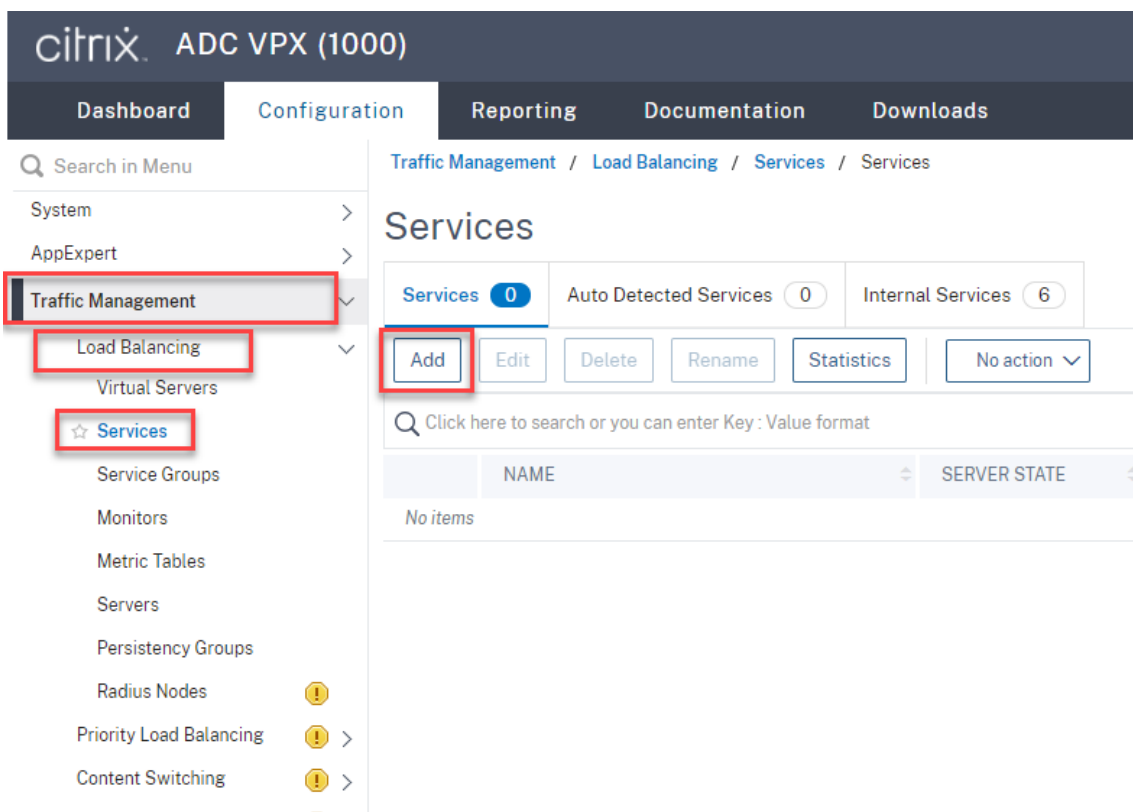 citrix. ADC VPX (1000)
Dashboard Configuration Reporting Documentation Downloads
Search in Menu
System
AppExpert
Traffic Management
Load Balancing
Virtual Servers
Services
Service Groups
Monitors
Metric Tables
Servers
Persistency Groups
Radius Nodes
Priority Load Balancing
Content Switching
Traffic Management / Load Balancing / Services / Services
Services
Services 0 Auto Detected Services 0 Internal Services 6
Add Edit Delete Rename Statistics No action
Click here to search or you can enter Key : Value format
NAME SERVER STATE
No items